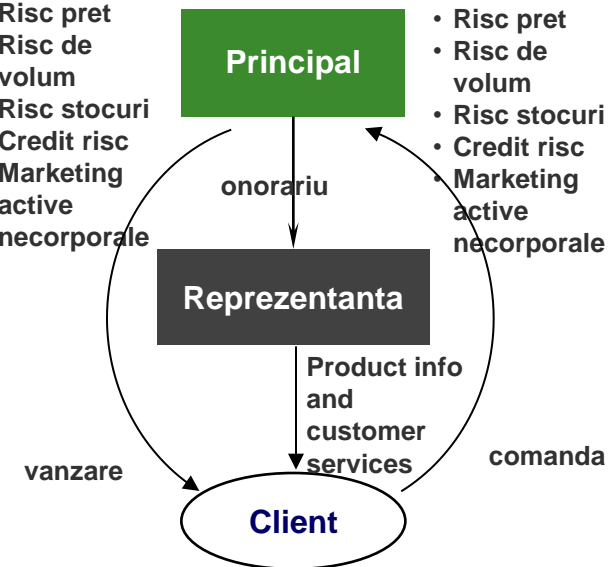 Risc pret
Risc de
volum
Risc stocuri
Credit risc
Marketing
active
necorporale
Principal
• Risc pret
• Risc de
volum
• Risc stocuri
• Credit risc
• Marketing
active
necorporale
onorariu
Reprezentanta
Product info
and
customer
services
vanzare
comanda
Client